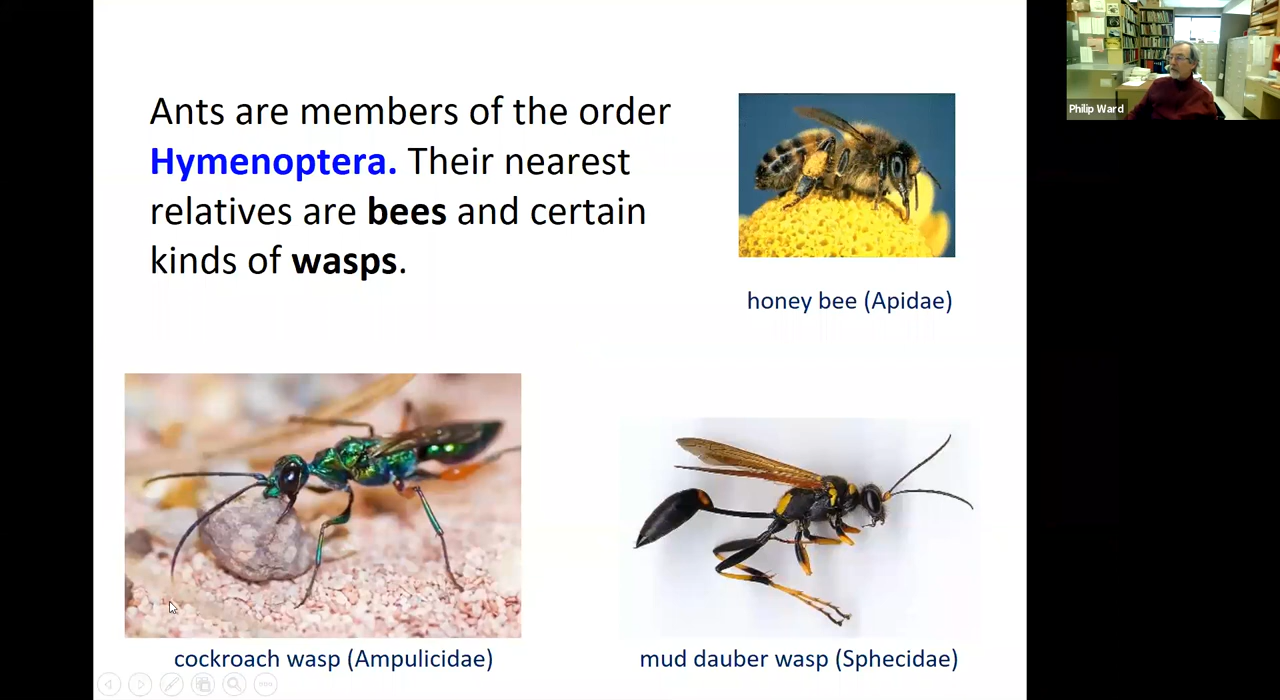 Ants are members of the order
Hymenoptera. Their nearest
relatives are bees and certain
kinds of wasps.
honey bee (Apidae)
cockroach wasp (Ampulicidae)
mud dauber wasp (Sphecidae)
Philip Ward